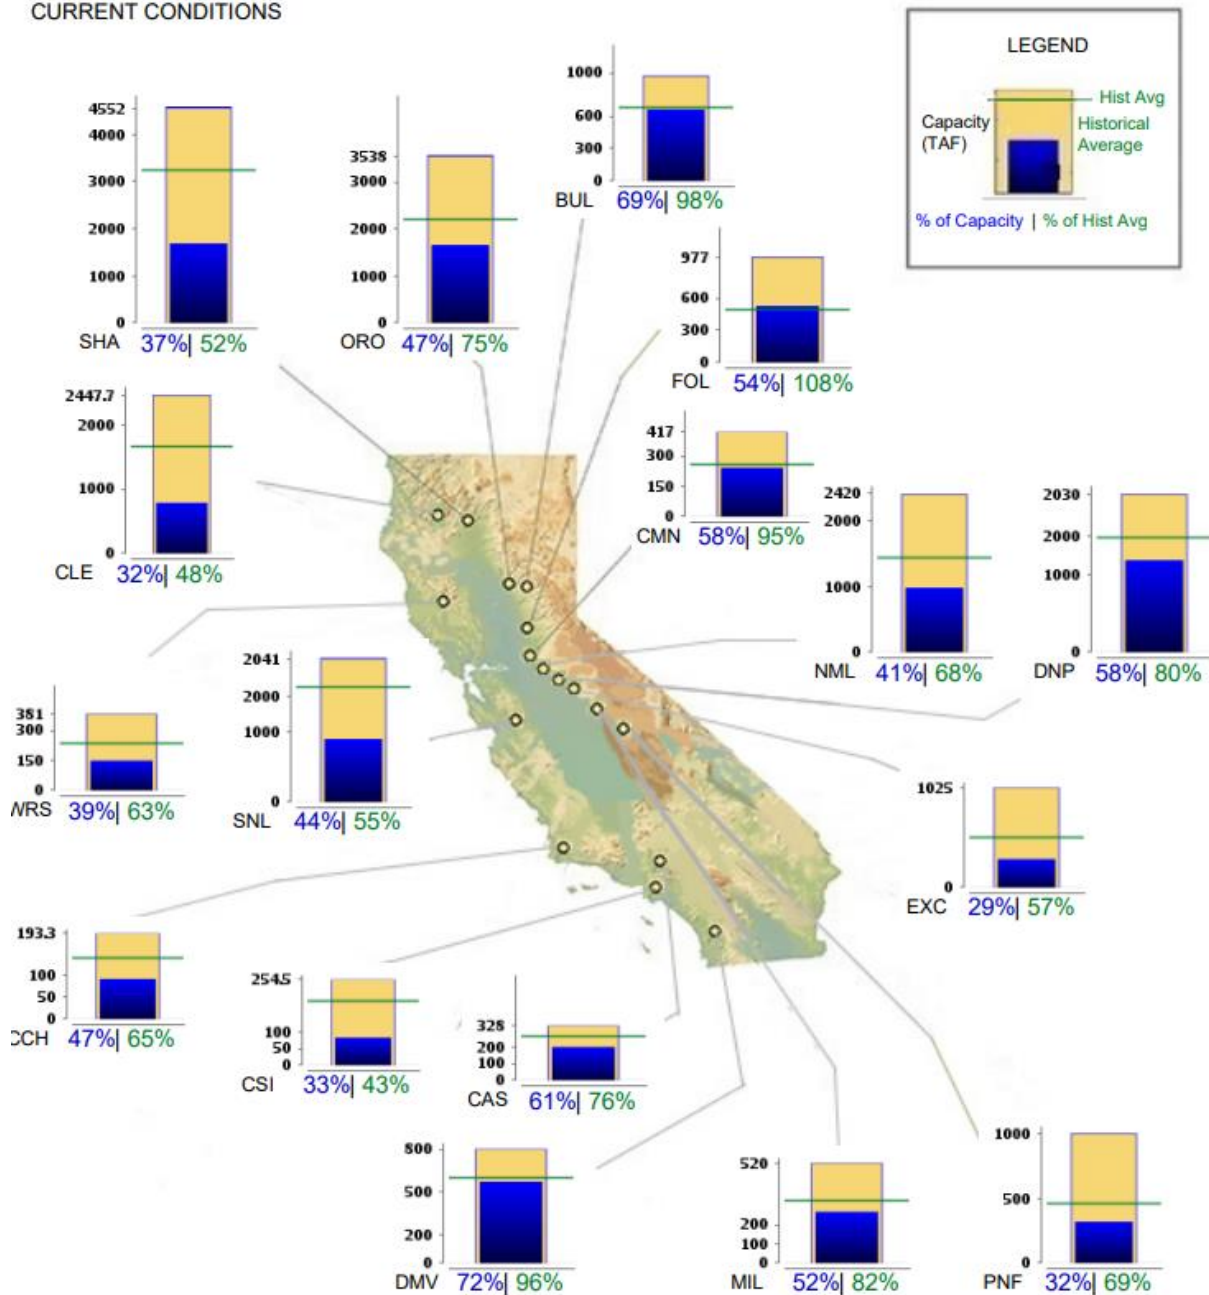 CURRENT CONDITIONS
LEGEND
Hist Avg
Capacity
(TAF)
Historical
Average
% of Capacity | % of Hist Avg
4552
4000
3000
2000
1000
0
SHA 37%| 52%
3538
3000
2000
1000
0
ORO 47%| 75%
1000
600
300
0
BUL 69%| 98%
977
600
300
0
FOL 54%| 108%
2447.7
2000
1000
0
CLE 32%| 48%
417
300
150
0
CMN 58%| 95%
2420
2000
1000
0
NML 41%| 68%
2030
2000
1000
0
DNP 58%| 80%
381
300
150
0
WRS 39%| 63%
2041
2000
1000
0
SNL 44%| 55%
1025
0
EXC 29%| 57%
193.3
100
50
0
CCH 47%| 65%
254.5
100
50
0
CSI 33%| 43%
328
200
100
0
CAS 61%| 76%
800
500
200
0
DMV 72%| 96%
520
200
100
0
MIL 52%| 82%
1000
500
0
PNF 32%| 69%